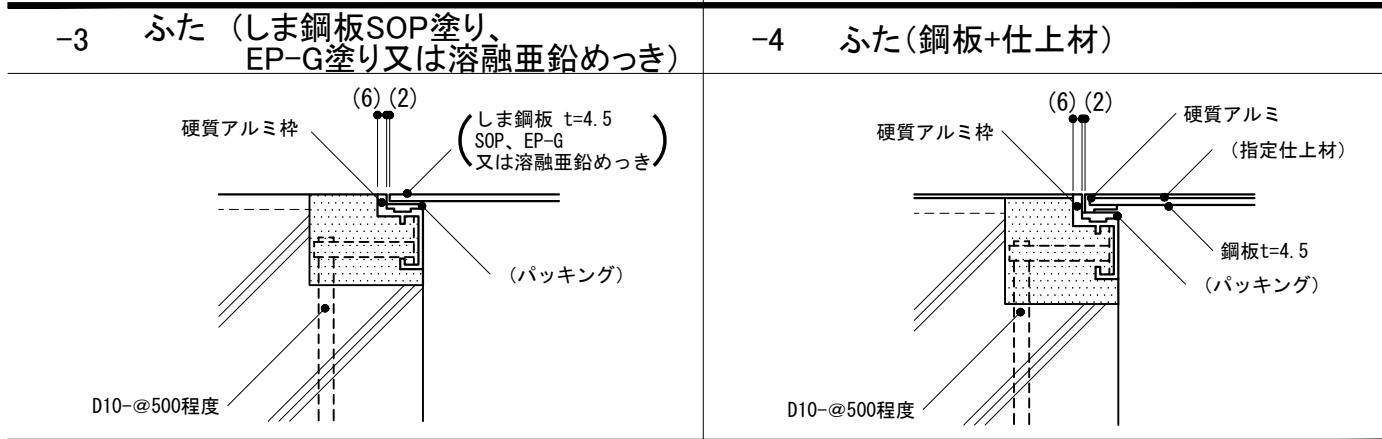 -3 ふた (しま鋼板SOP塗り、
EP-G塗り又は溶融亜鉛めっき)
(6) (2)
硬質アルミ枠
(しま鋼板 t=4.5
SOP、EP-G
又は溶融亜鉛めっき)
(パッキング)
D10-@500程度
-4 ふた(鋼板+仕上材)
(6) (2)
硬質アルミ枠
硬質アルミ
(指定仕上材)
鋼板t=4.5
(パッキング)
D10-@500程度